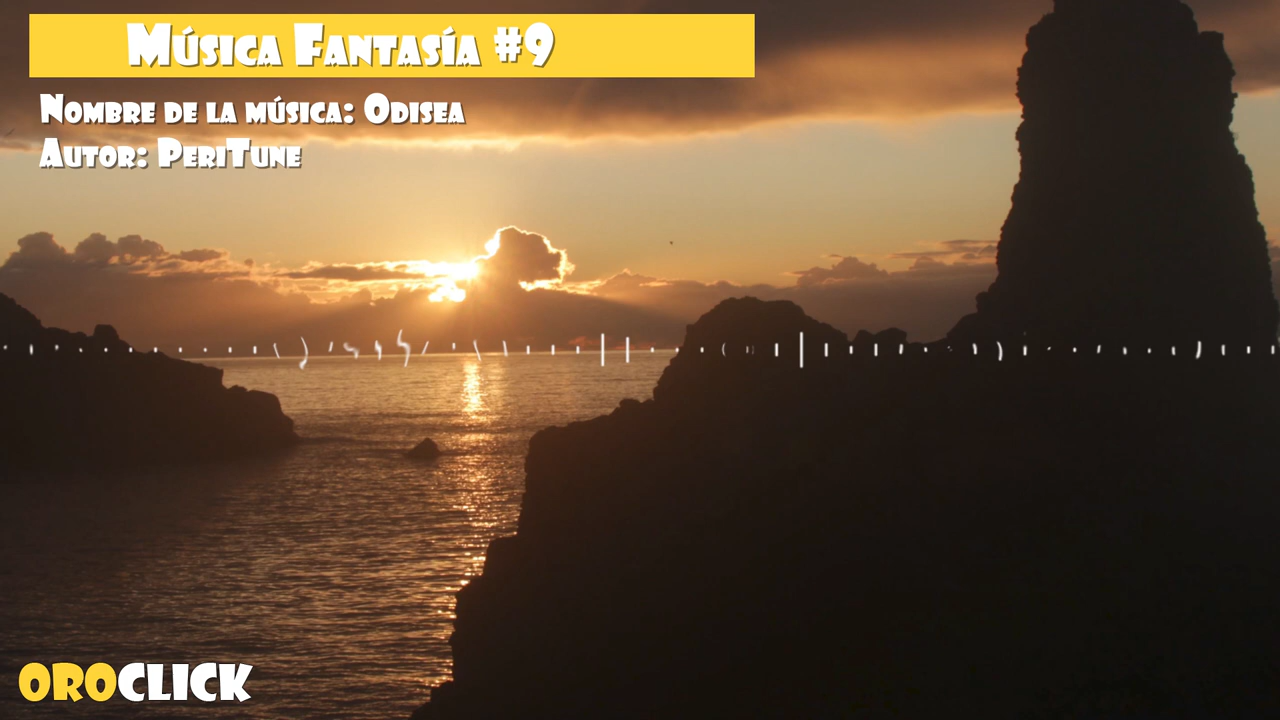 Música Fantasía #9
Nombre de la música: Odisea
Autor: PeriTune
OROCLICK